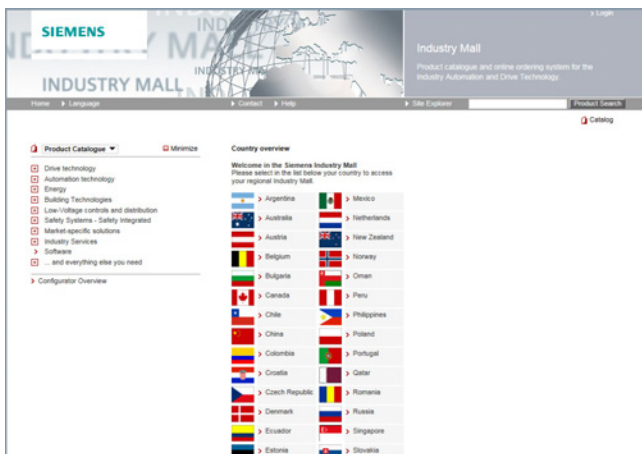 Login
SIEMENS
INDUSTRY MALL
Industry Mall
Product catalogue and online ordering system for the
Industry Automation and Drive Technology.
Home Language Contact Help Site Explorer Product Search
Catalog
Product Catalogue Minimize
Drive technology
Automation technology
Energy
Building Technologies
Low-Voltage controls and distribution
Safety Systems - Safety Integrated
Market-specific solutions
Industry Services
Software
... and everything else you need
Configurator Overview
Country overview
Welcome in the Siemens Industry Mall
Please select in the list below your country to access
your regional Industry Mall.
Argentina Mexico
Australia Netherlands
Austria New Zealand
Belgium Norway
Bulgaria Oman
Canada Peru
Chile Philippines
China Poland
Colombia Portugal
Croatia Qatar
Czech Republic Romania
Denmark Russia
Ecuador Singapore
Estonia Slovakia